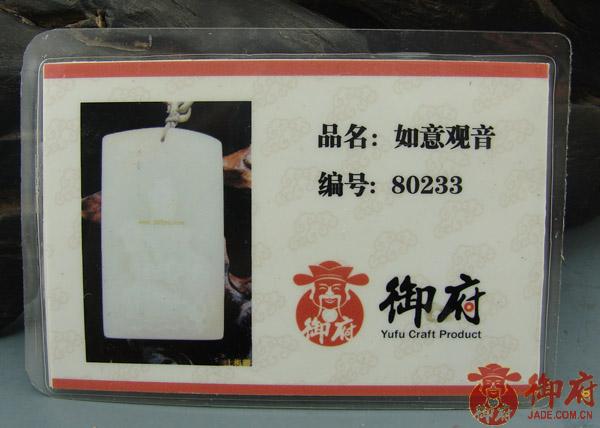 品名：如意观音
编号：80233
御府
御府
Yufu Craft Product
御府
御府
JADE.COM.CN